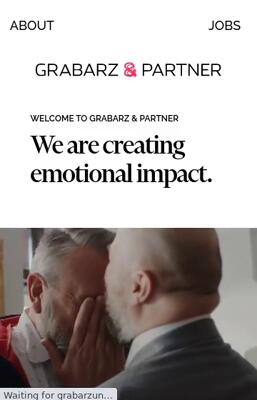 ABOUT
JOBS
GRABARZ & PARTNER
WELCOME TO GRABARZ & PARTNER
We are creating
emotional impact.
Waiting for grabarzun...